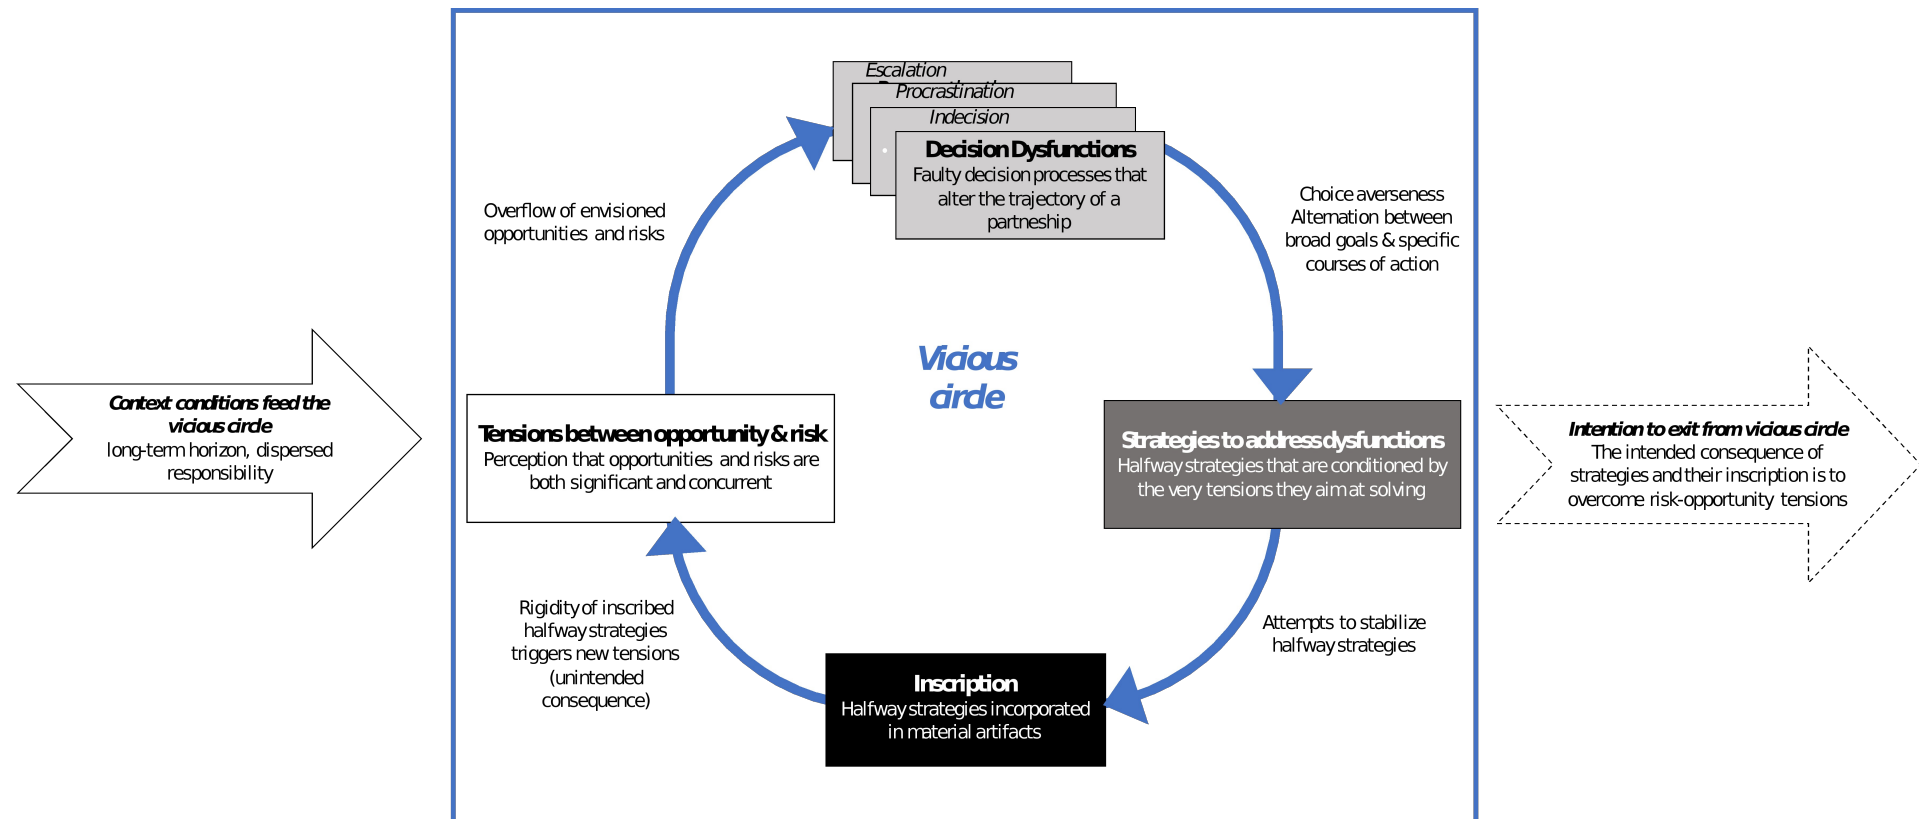 Escalation
Procrastination
Indecision
Decision Dysfunctions
Faulty decision processes that
alter the trajectory of a
partneship
Overflow of envisioned
opportunities and risks
Choice averseness
Alternation between
broad goals & specific
courses of action
Vicious
circle
Context conditions feed the
vicious circle
long-term horizon, dispersed
responsibility
Tensions between opportunity & risk
Perception that opportunities and risks are
both significant and concurrent
Strategies to address dysfunctions
Halfway strategies that are conditioned by
the very tensions they aim at solving
Intention to exit from vicious circle
The intended consequence of
strategies and their inscription is to
overcome risk-opportunity tensions
Rigidity of inscribed
halfway strategies
triggers new tensions
(unintended
consequence)
Attempts to stabilize
halfway strategies
Inscription
Halfway strategies incorporated
in material artifacts